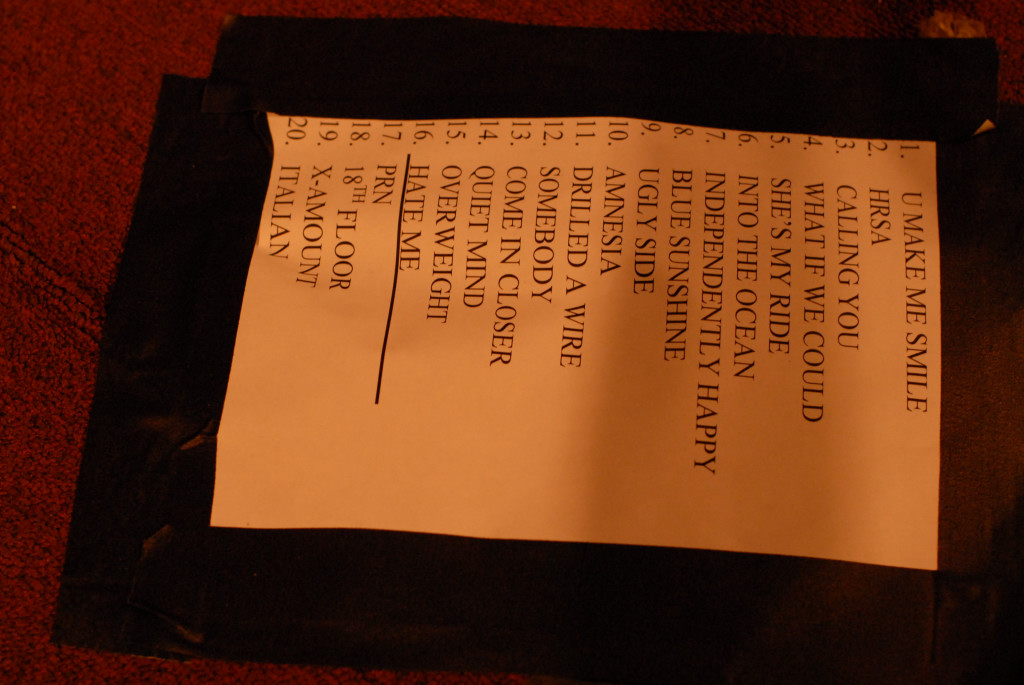 1. U MAKE ME SMILE
2. HRSA
3. CALLING YOU
4. WHAT IF WE COULD
5. SHE'S MY RIDE
6. INTO THE OCEAN
7. INDEPENDENTLY HAPPY
8. BLUE SUNSHINE
9. UGLY SIDE
10. AMNESIA
11. DRILLED A WIRE
12. SOMEBODY
13. COME IN CLOSER
14. QUIET MIND
15. OVERWEIGHT
16. HATE ME
17. PRN
18. 18TH FLOOR
19. X-AMOUNT
20. ITALIAN